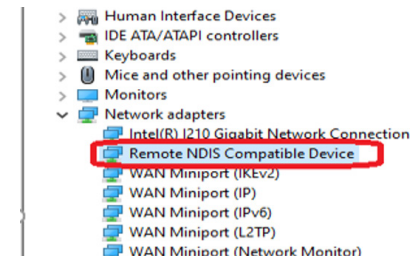 Human Interface Devices
IDE ATA/ATAPI controllers
Keyboards
Mice and other pointing devices
Monitors
Network adapters
Intel(R) I210 Gigabit Network Connection
Remote NDIS Compatible Device
WAN Miniport (IKEv2)
WAN Miniport (IP)
WAN Miniport (IPv6)
WAN Miniport (L2TP)
WAN Miniport (Network Monitor)